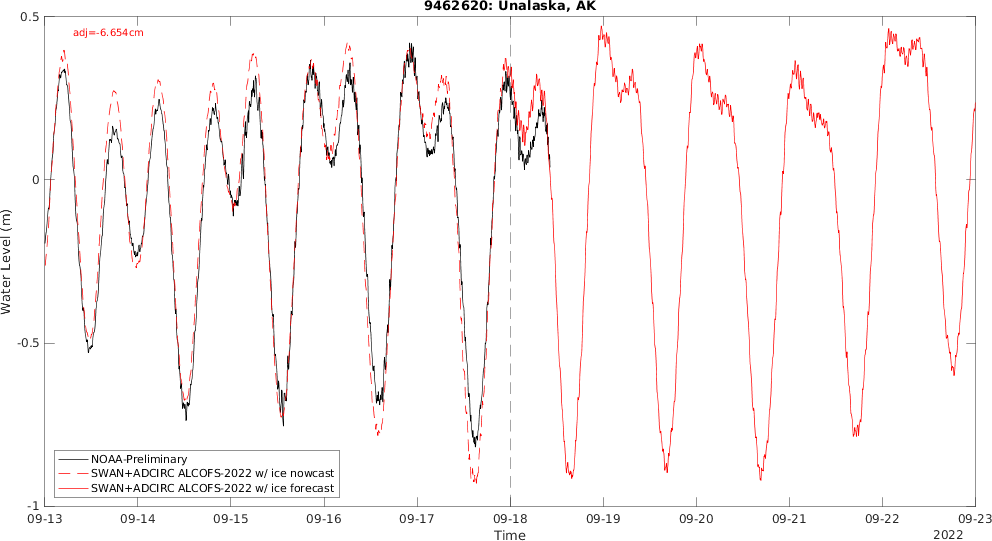 9462620: Unalaska, AK
adj=-6.654cm
0.5
0
-0.5
-1
Water Level (m)
NOAA-Preliminary
SWAN+ADCIRC ALCOFS-2022 w/ ice nowcast
SWAN+ADCIRC ALCOFS-2022 w/ ice forecast
09-13 09-14 09-15 09-16 09-17 09-18 09-19 09-20 09-21 09-22 09-23
Time
2022